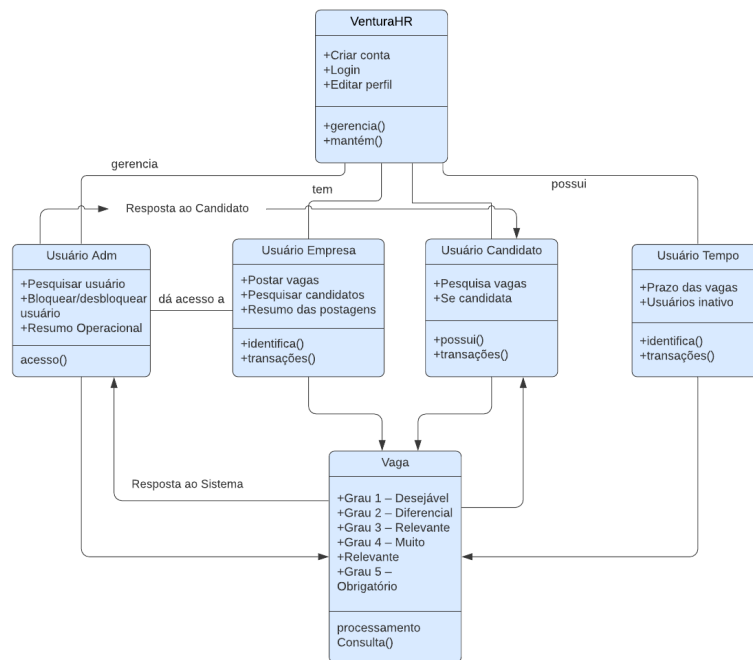 VenturaHR
+Criar conta
+Login
+Editar perfil
+gerencia()
+mantém()
gerencia
tem
possui
Resposta ao Candidato
Usuário Adm
+Pesquisar usuário
+Bloquear/desbloquear
usuário
+Resumo Operacional
acesso()
dá acesso a
Usuário Empresa
+Postar vagas
+Pesquisar candidatos
+Resumo das postagens
+identifica()
+transações()
Usuário Candidato
+Pesquisa vagas
+Se candidata
+possui()
+transações()
Usuário Tempo
+Prazo das vagas
+Usuários inativo
+identifica()
+transações()
Resposta ao Sistema
Vaga
+Grau 1 – Desejável
+Grau 2 – Diferencial
+Grau 3 – Relevante
+Grau 4 – Muito
+Relevante
+Grau 5 –
Obrigatório
processamento
Consulta()